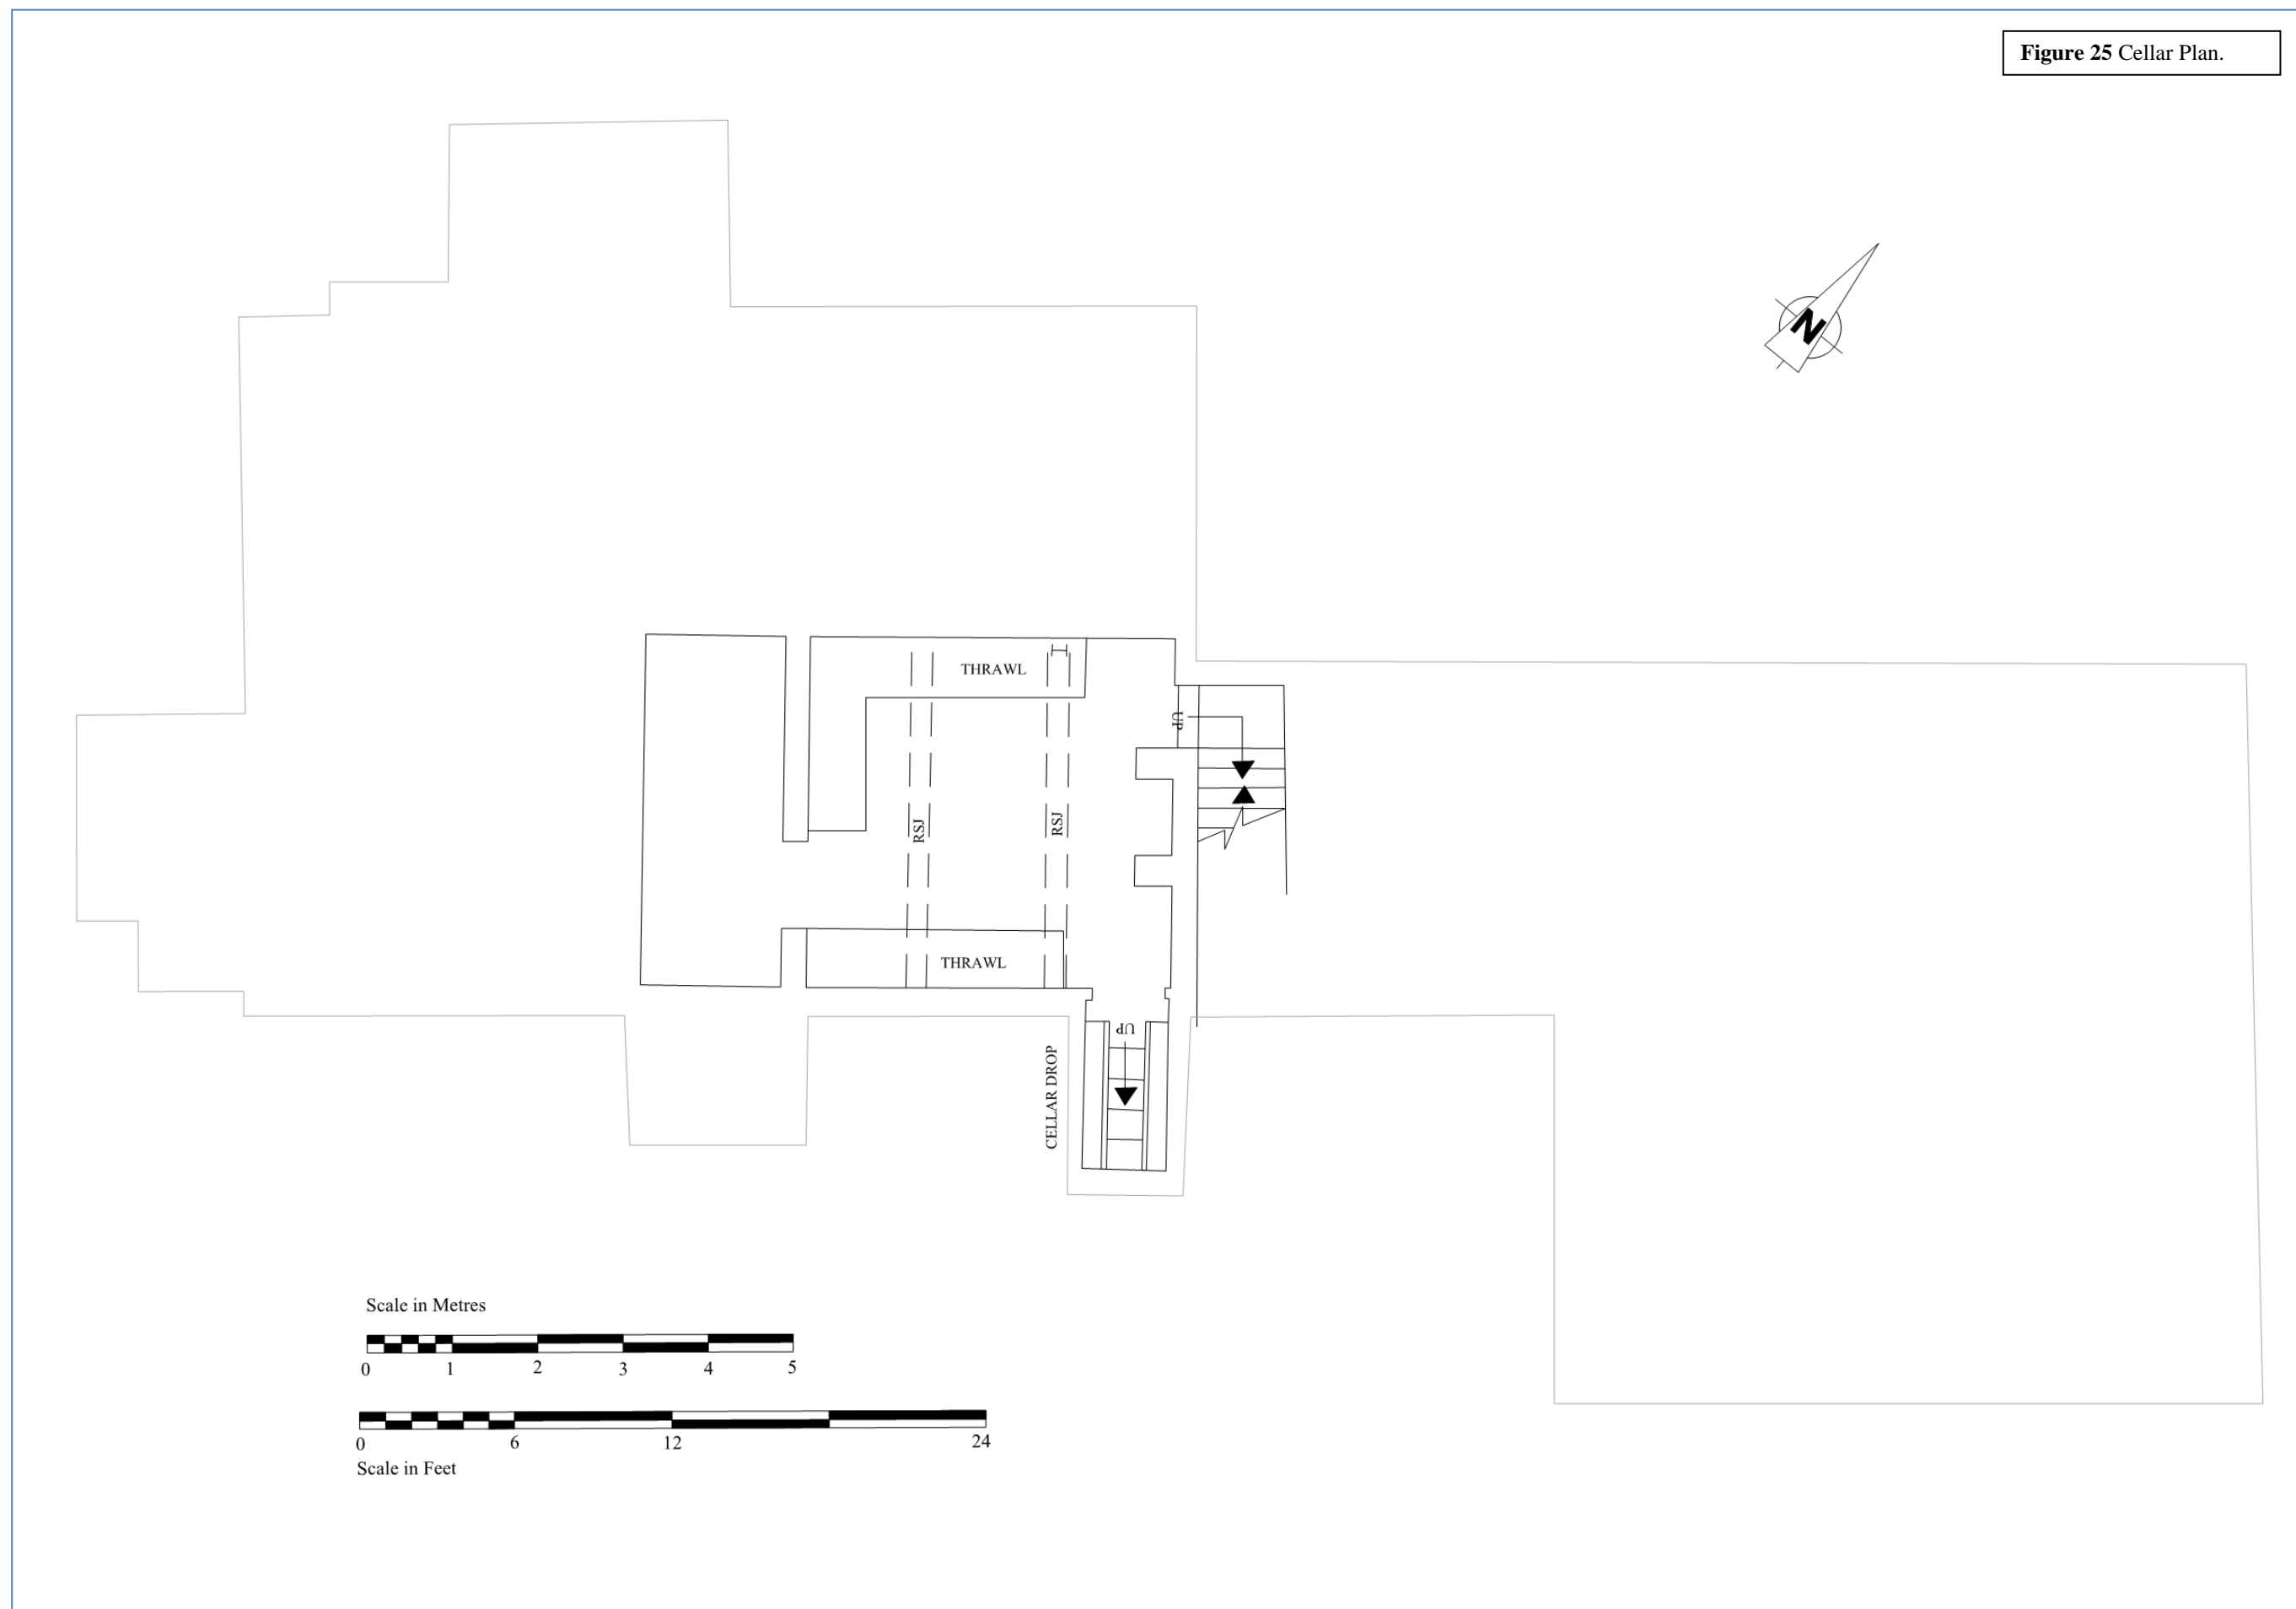 Figure 25 Cellar Plan.
N
THRAWL
UP
RSJ
RSJ
THRAWL
UP
CELLAR DROP
Scale in Metres
0 1 2 3 4 5
0 6 12 24
Scale in Feet